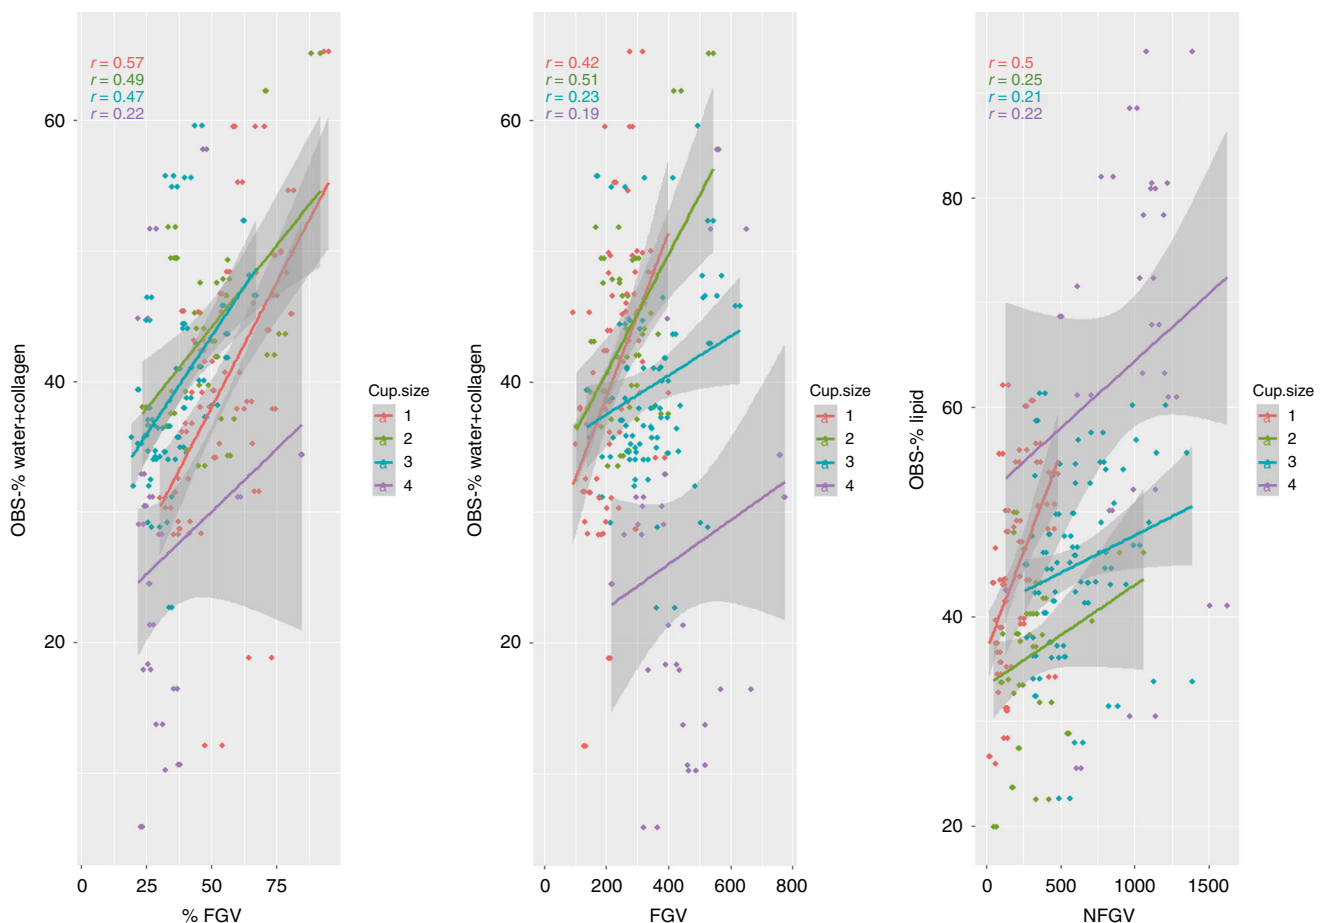 r = 0.57
r = 0.49
r = 0.47
r = 0.22
60
40
20
0 25 50 75
% FGV
OBS-% water+collagen
Cup.size
a 1
a 2
a 3
a 4
r = 0.42
r = 0.51
r = 0.23
r = 0.19
60
40
20
0 200 400 600 800
FGV
OBS-% water+collagen
Cup.size
a 1
a 2
a 3
a 4
r = 0.5
r = 0.25
r = 0.21
r = 0.22
80
60
40
20
0 500 1000 1500
NFGV
OBS-% lipid
Cup.size
a 1
a 2
a 3
a 4